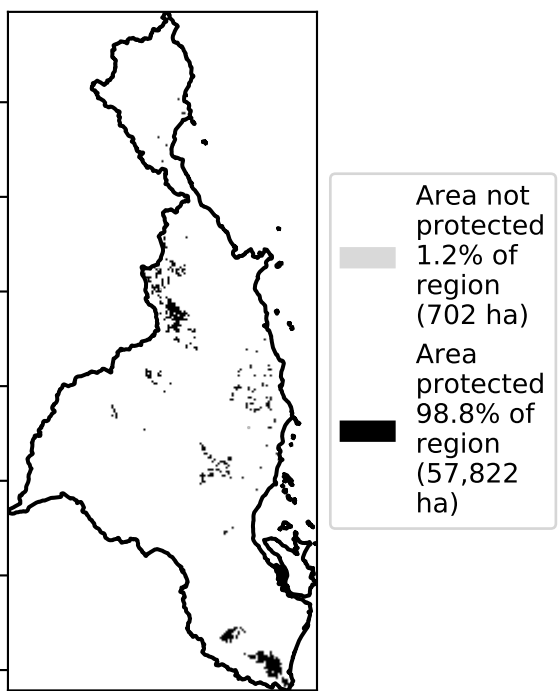 Area not
protected
1.2% of
region
(702 ha)
Area
protected
98.8% of
region
(57,822
ha)